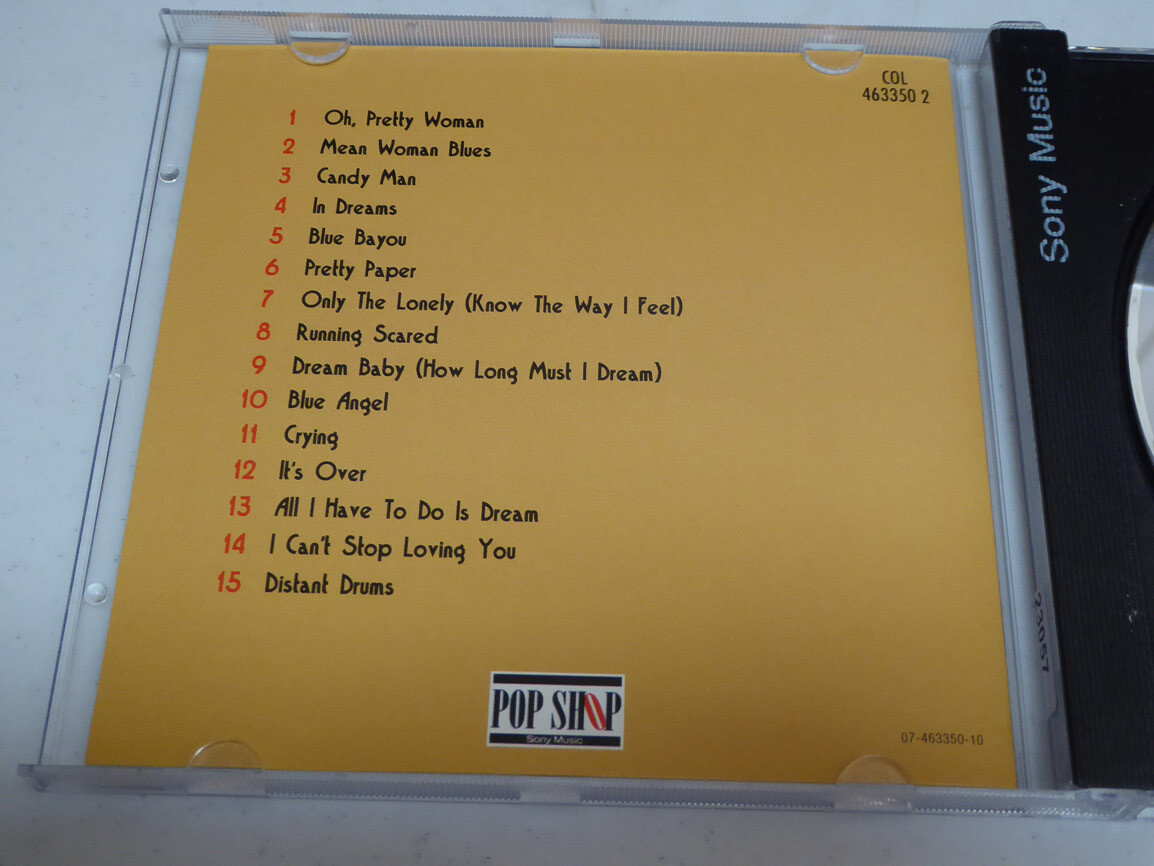 COL
463350 2
1 Oh, Pretty Woman
2 Mean Woman Blues
3 Candy Man
4 In Dreams
5 Blue Bayou
6 Pretty Paper
7 Only The Lonely (Know The Way I Feel)
8 Running Scared
9 Dream Baby (How Long Must I Dream)
10 Blue Angel
11 Crying
12 It's Over
13 All I Have To Do Is Dream
14 I Can't Stop Loving You
15 Distant Drums
POP SHOP
Sony Music
07-463350-10
Sony Music